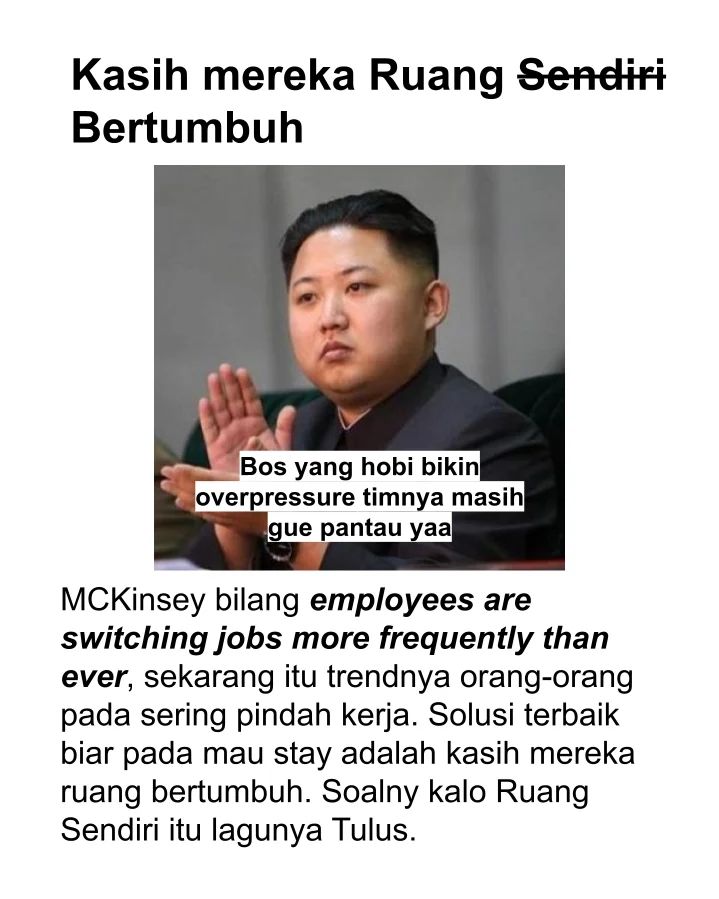 Kasih mereka Ruang Sendiri
Bertumbuh
Bos yang hobi bikin
overpressure timnya masih
gue pantau yaa
MCKinsey bilang employees are
switching jobs more frequently than
ever, sekarang itu trendnya orang-orang
pada sering pindah kerja. Solusi terbaik
biar pada mau stay adalah kasih mereka
ruang bertumbuh. Soalny kalo Ruang
Sendiri itu lagunya Tulus.